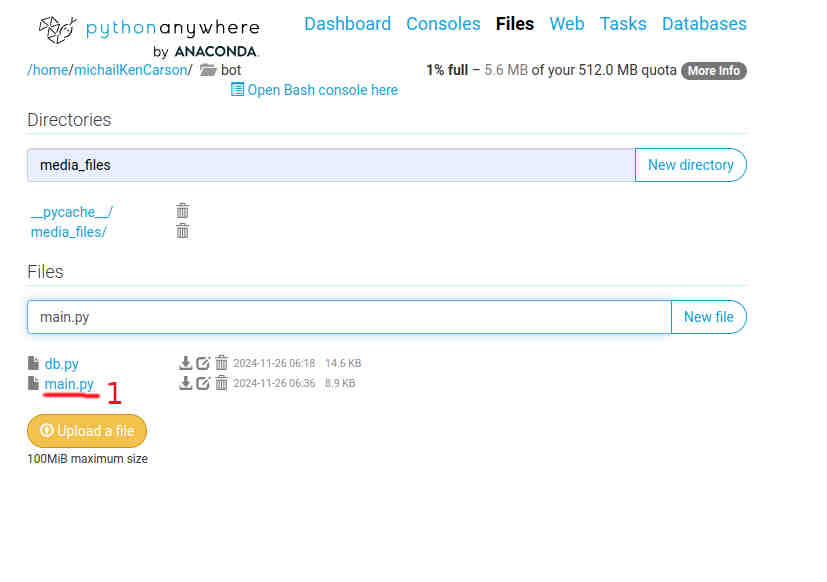 pythonanywhere
by ANACONDA.
Dashboard Consoles Files Web Tasks Databases
/home/michailKenCarson/ bot
1% full – 5.6 MB of your 512.0 MB quota More Info
Open Bash console here
Directories
media_files New directory
__pycache__/
media_files/
Files
main.py New file
db.py 2024-11-26 06:18 14.6 KB
main.py 2024-11-26 06:36 8.9 KB
1
Upload a file
100MiB maximum size